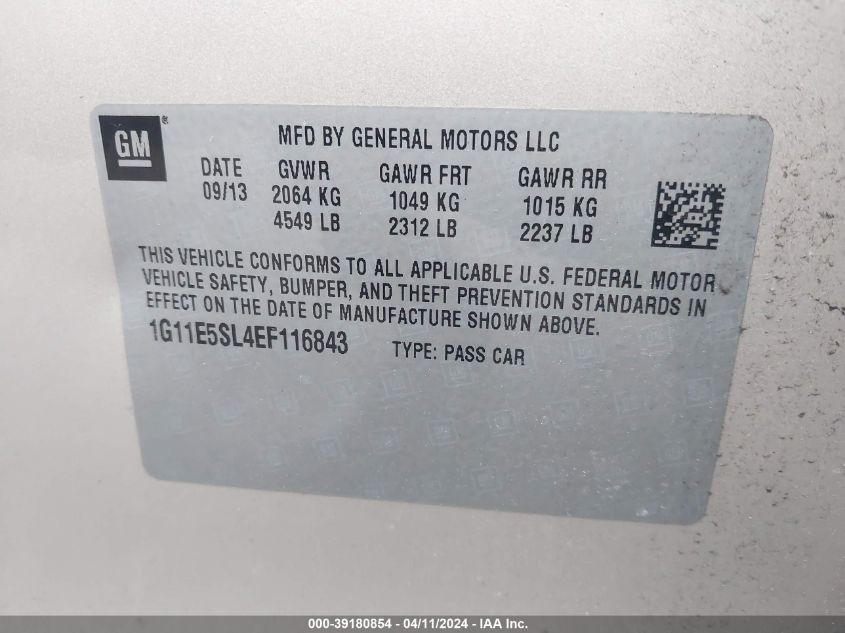 GM®
MFD BY GENERAL MOTORS LLC
DATE GVWR GAWR FRT GAWR RR
09/13 2064 KG 1049 KG 1015 KG
4549 LB 2312 LB 2237 LB
THIS VEHICLE CONFORMS TO ALL APPLICABLE U.S. FEDERAL MOTOR
VEHICLE SAFETY, BUMPER, AND THEFT PREVENTION STANDARDS IN
EFFECT ON THE DATE OF MANUFACTURE SHOWN ABOVE.
1G11E5SL4EF116843 TYPE: PASS CAR
000-39180854 - 04/11/2024 - IAA Inc.